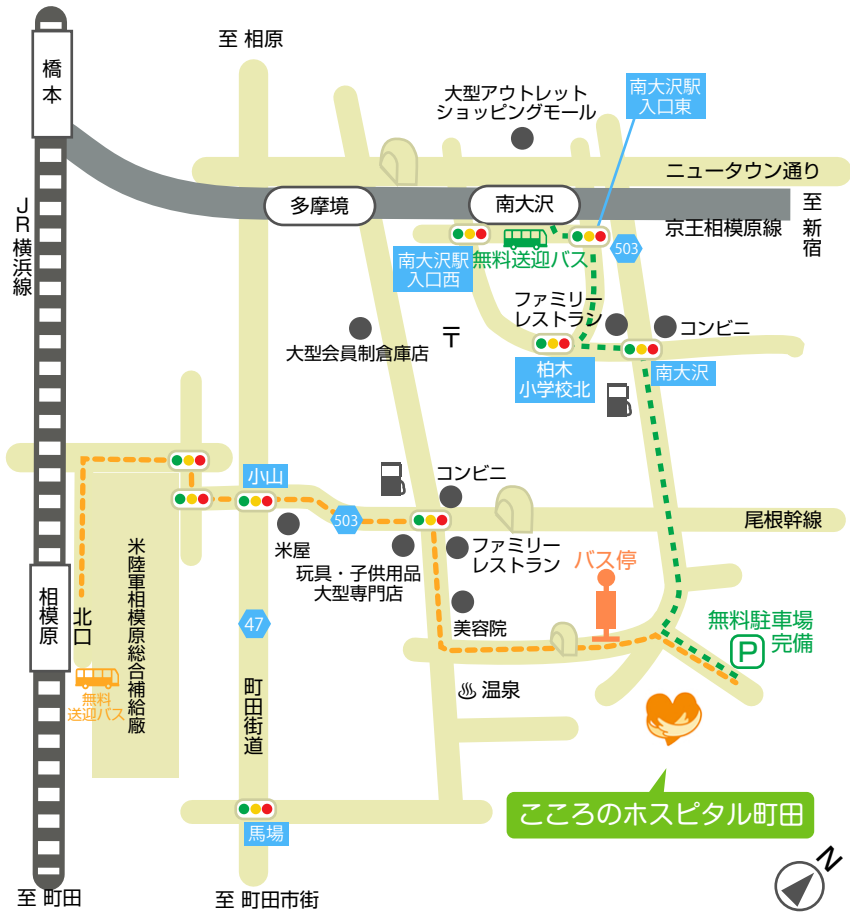 至 相原
橋本
大型アウトレット
ショッピングモール
南大沢駅
入口東
ニュータウン通り
多摩境
南大沢
至 新宿
京王相模原線
JR横浜線
南大沢駅
入口西
無料送迎バス
503
ファミリー
レストラン
コンビニ
大型会員制倉庫店
〒
柏木
小学校北
南大沢
小山
コンビニ
503
尾根幹線
米屋
玩具・子供用品
大型専門店
ファミリー
レストラン
バス停
米陸軍相模原総合補給廠
相模原
北口
47
美容院
無料駐車場
完備
P
無料
送迎バス
町田街道
♨温泉
こころのホスピタル町田
馬場
至 町田
至 町田市街
N